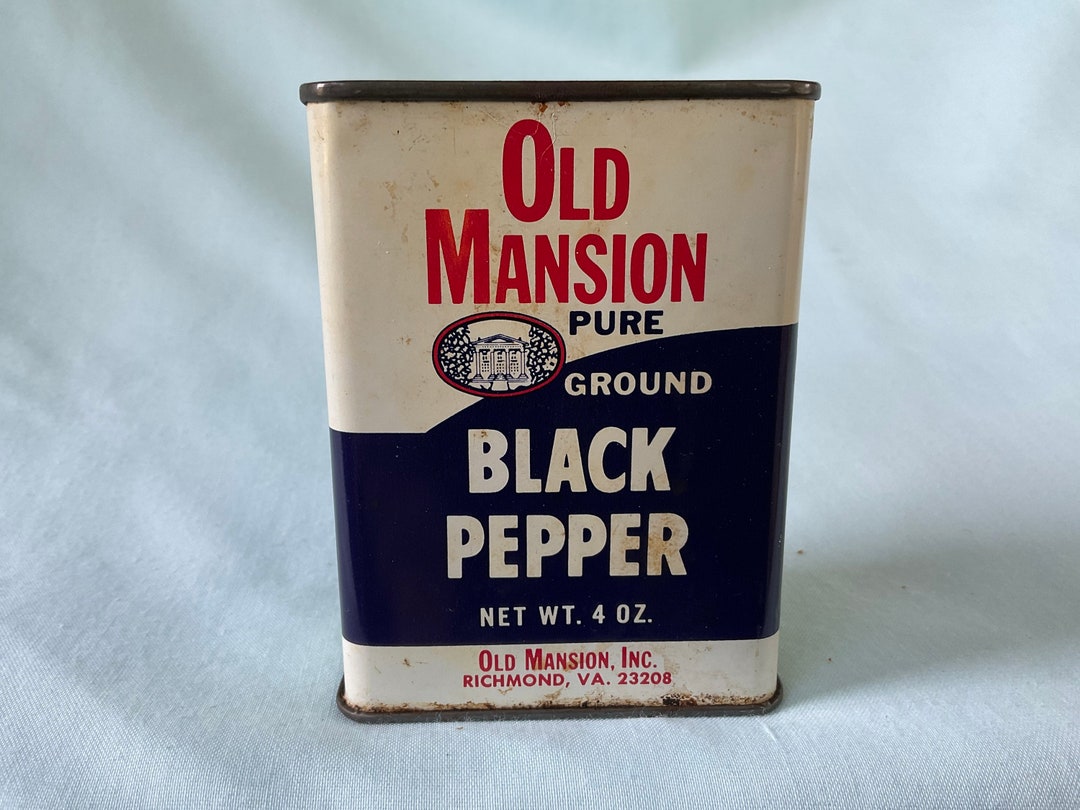 OLD
MANSION
PURE
GROUND
BLACK
PEPPER
NET WT. 4 OZ.
OLD MANSION, INC.
RICHMOND, VA. 23208